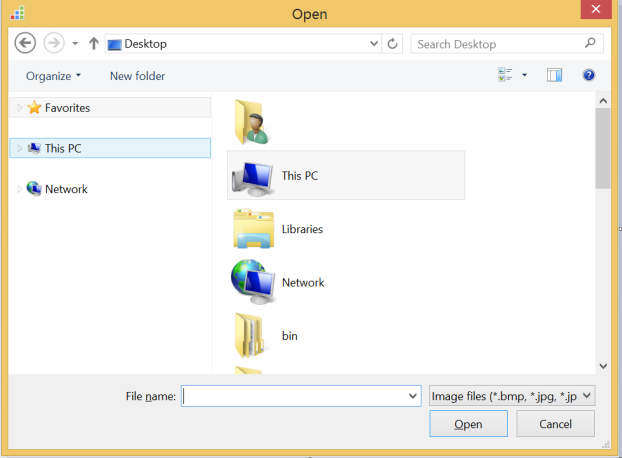 Open
Desktop
Search Desktop
Organize
New folder
Favorites
This PC
Network
This PC
Libraries
Network
bin
File name:
Image files (*.bmp, *.jpg, *.jp
Open
Cancel